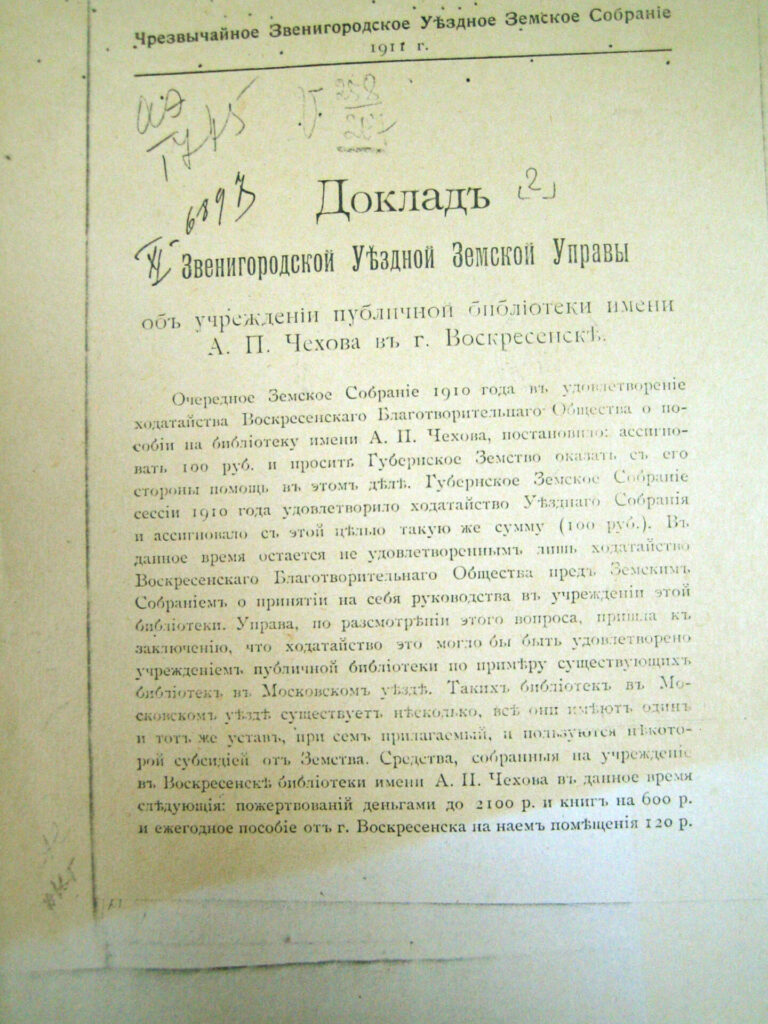 Чрезвычайное Звенигородское Уѣздное Земское Собраніе
1911 г.
258
6897
Докладъ
2
XI
Звенигородской Уѣздной Земской Управы
объ учрежденіи публичной библіотеки имени
А. П. Чехова въ г. Воскресенскѣ.
Очередное Земское Собраніе 1910 года въ удовлетвореніе
ходатайства Воскресенскаго Благотворительнаго Общества о по-
собіи на библіотеку имени А. П. Чехова, постановило: ассигно-
вать 100 руб. и просить Губернское Земство оказать съ его
стороны помощь въ этомъ дѣлѣ. Губернское Земское Собраніе
сессіи 1910 года удовлетворило ходатайство Уѣзднаго Собранія
и ассигновало съ этой цѣлью такую же сумму (100 руб.). Въ
данное время остается не удовлетвореннымъ лишь ходатайство
Воскресенскаго Благотворительнаго Общества предъ Земскимъ
Собраніемъ о принятіи на себя руководства въ учрежденіи этой
библіотеки. Управа, по разсмотрѣніи этого вопроса, пришла къ
заключенію, что ходатайство это могло бы быть удовлетворено
учрежденіемъ публичной библіотеки по примѣру существующихъ
библіотекъ въ Московскомъ уѣздѣ. Такихъ библіотекъ въ Мо-
сковскомъ уѣздѣ существуетъ нѣсколько, всѣ они имѣютъ одинъ
и тотъ же уставъ, при семъ прилагаемый, и пользуются нѣкото-
рой субсидіей отъ Земства. Средства, собранныя на учрежденіе
въ Воскресенскѣ библіотеки имени А. П. Чехова въ данное время
слѣдующія: пожертвованій деньгами до 2100 р. и книгъ на 600 р.
и ежегодное пособіе отъ г. Воскресенска на наемъ помѣщенія 120 р.